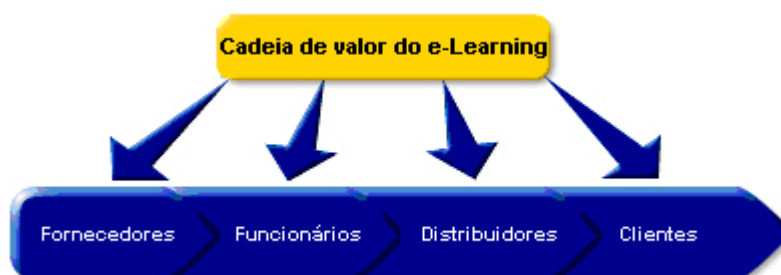 Cadeia de valor do e-Learning
Fornecedores
Funcionários
Distribuidores
Clientes